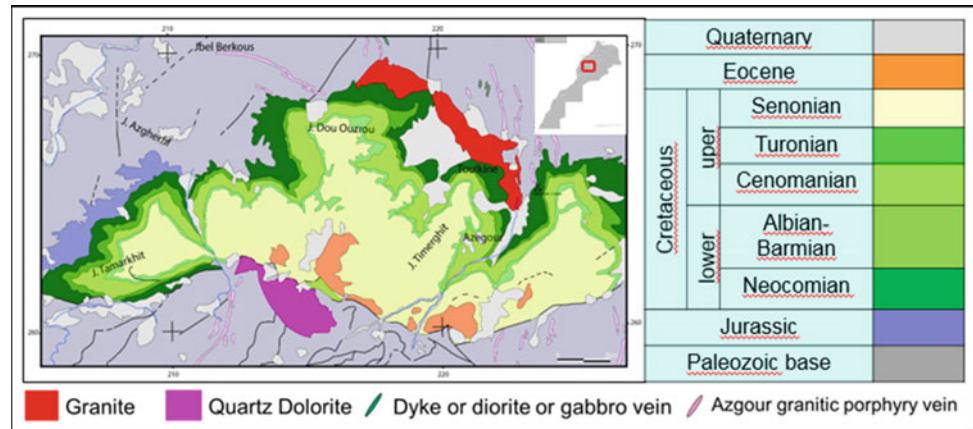 210
220
270
270
Jbel Berkous
J. Azgherfit
J. Dou Ouzrou
Toulkine
J. Timerghit
Azegour
J. Tamarkhit
260
260
210
220
Quaternary
Eocene
Cretaceous
uper
Senonian
Turonian
Cenomanian
lower
Albian-
Barmian
Neocomian
Jurassic
Paleozoic base
Granite
Quartz Dolorite
Dyke or diorite or gabbro vein
Azgour granitic porphyry vein